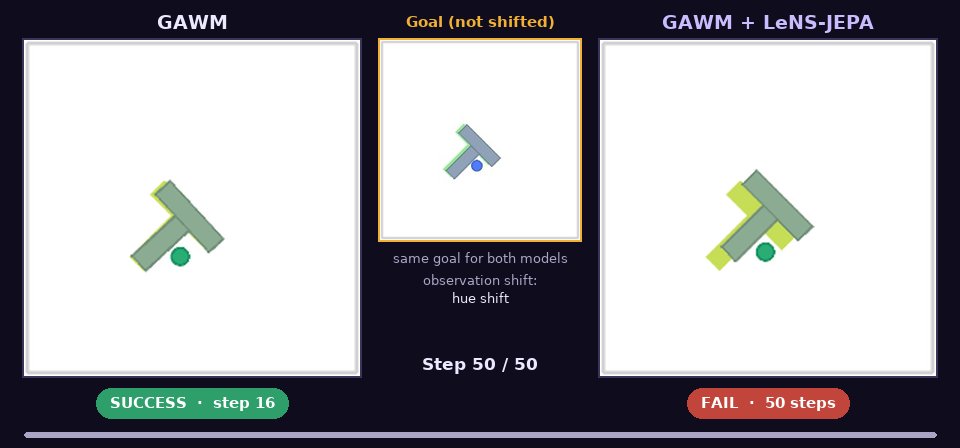 GAWM
Goal (not shifted)
GAWM + LeNS-JEPA
same goal for both models
observation shift:
hue shift
Step 50 / 50
SUCCESS · step 16
FAIL · 50 steps